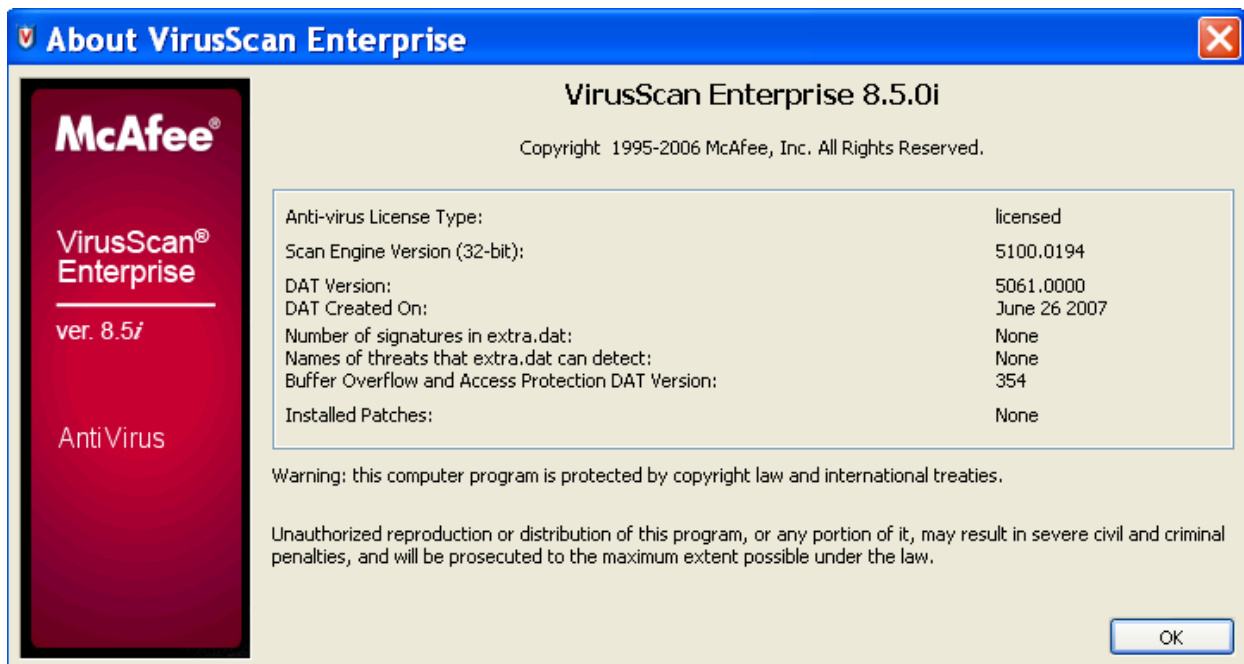 About VirusScan Enterprise
McAfee®
VirusScan®
Enterprise
ver. 8.5i
AntiVirus
VirusScan Enterprise 8.5.0i
Copyright 1995-2006 McAfee, Inc. All Rights Reserved.
Anti-virus License Type: licensed
Scan Engine Version (32-bit): 5100.0194
DAT Version: 5061.0000
DAT Created On: June 26 2007
Number of signatures in extra.dat: None
Names of threats that extra.dat can detect: None
Buffer Overflow and Access Protection DAT Version: 354
Installed Patches: None
Warning: this computer program is protected by copyright law and international treaties.
Unauthorized reproduction or distribution of this program, or any portion of it, may result in severe civil and criminal
penalties, and will be prosecuted to the maximum extent possible under the law.
OK